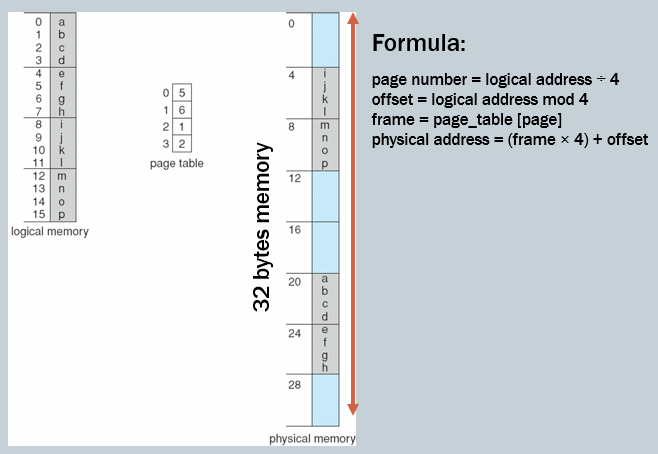 0 a
1 b
2 c
3 d
4 e
5 f
6 g
7 h
8 i
9 j
10 k
11 l
12 m
13 n
14 o
15 p
logical memory
0 5
1 6
2 1
3 2
page table
32 bytes memory
0
4 i
j
k
l
8 m
n
o
p
12
16
20 a
b
c
d
24 e
f
g
h
28
physical memory
Formula:
page number = logical address ÷ 4
offset = logical address mod 4
frame = page_table [page]
physical address = (frame × 4) + offset